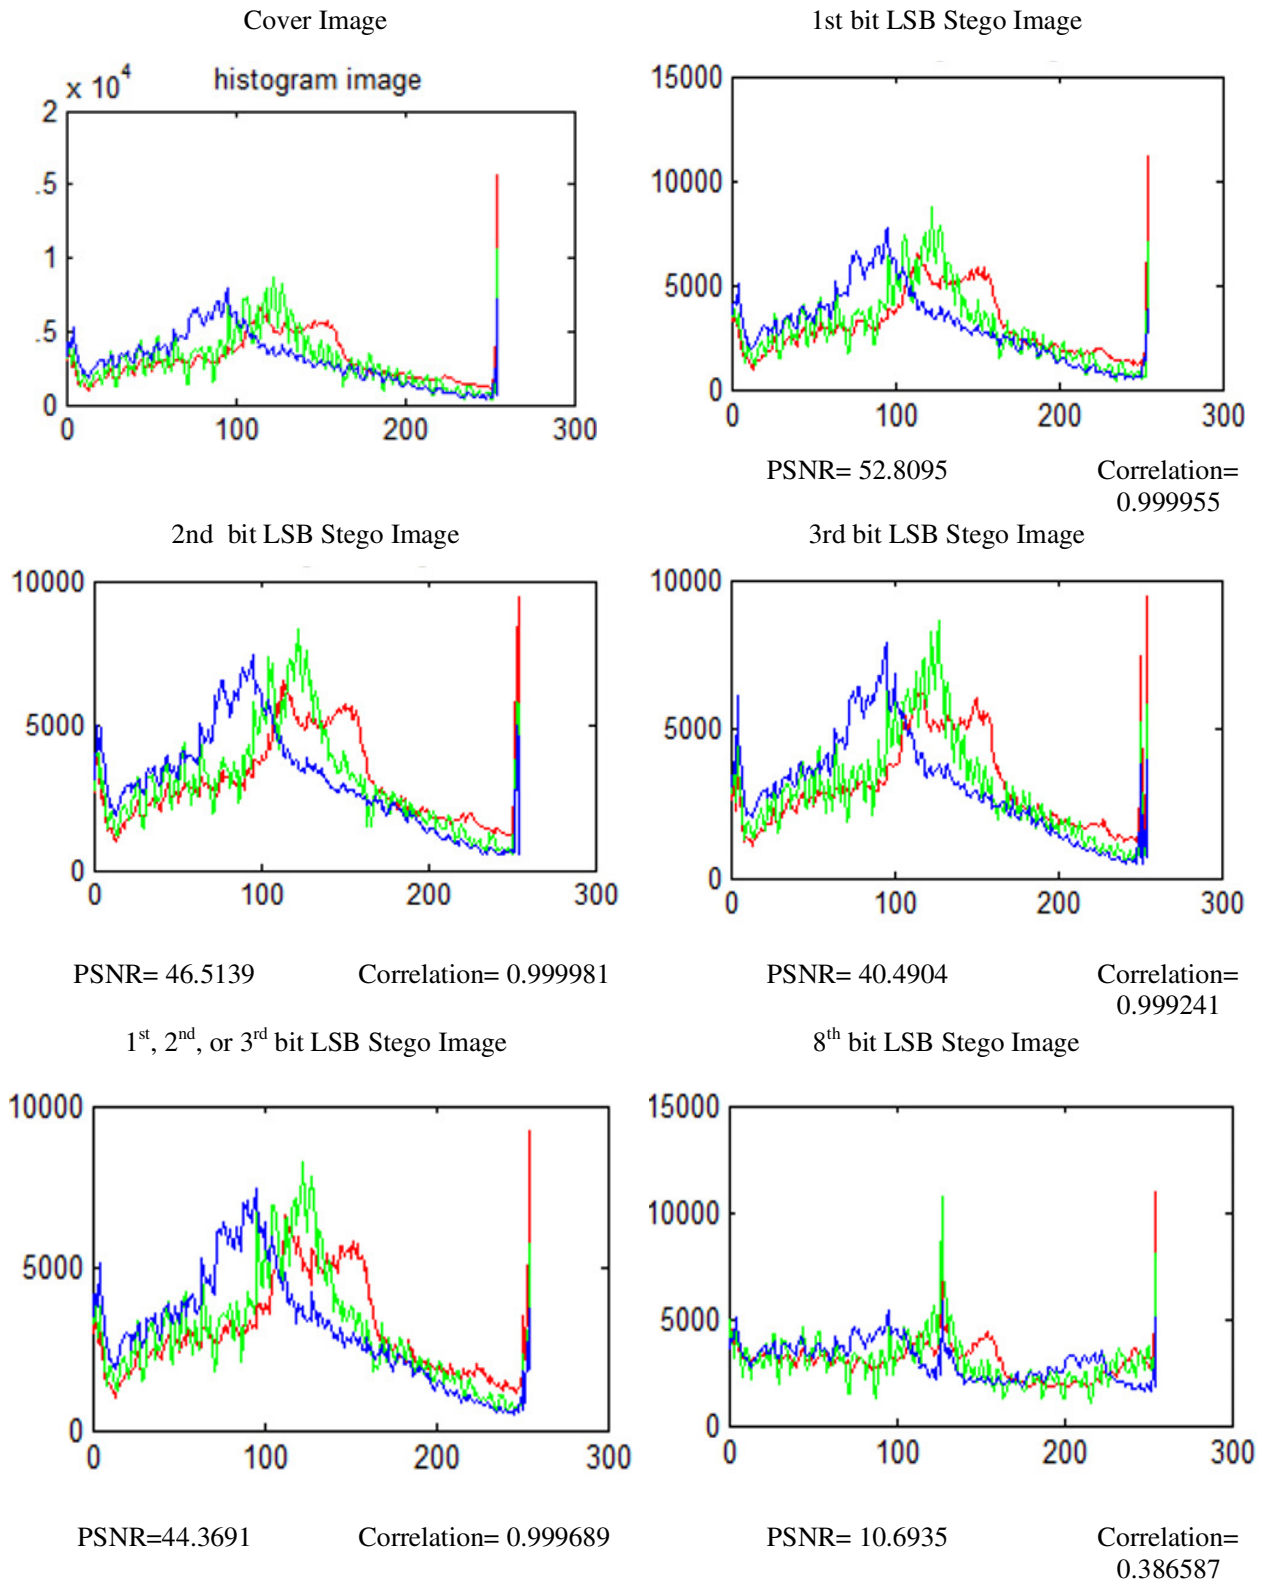 Cover Image
1st bit LSB Stego Image
x 10^4
histogram image
2
.5
1
.5
0
0 100 200 300
15000
10000
5000
0
0 100 200 300
PSNR= 52.8095
Correlation=
0.999955
2nd bit LSB Stego Image
3rd bit LSB Stego Image
10000
5000
0
0 100 200 300
10000
5000
0
0 100 200 300
PSNR= 46.5139
Correlation= 0.999981
PSNR= 40.4904
Correlation=
0.999241
1st, 2nd, or 3rd bit LSB Stego Image
8th bit LSB Stego Image
10000
5000
0
0 100 200 300
15000
10000
5000
0
0 100 200 300
PSNR=44.3691
Correlation= 0.999689
PSNR= 10.6935
Correlation=
0.386587